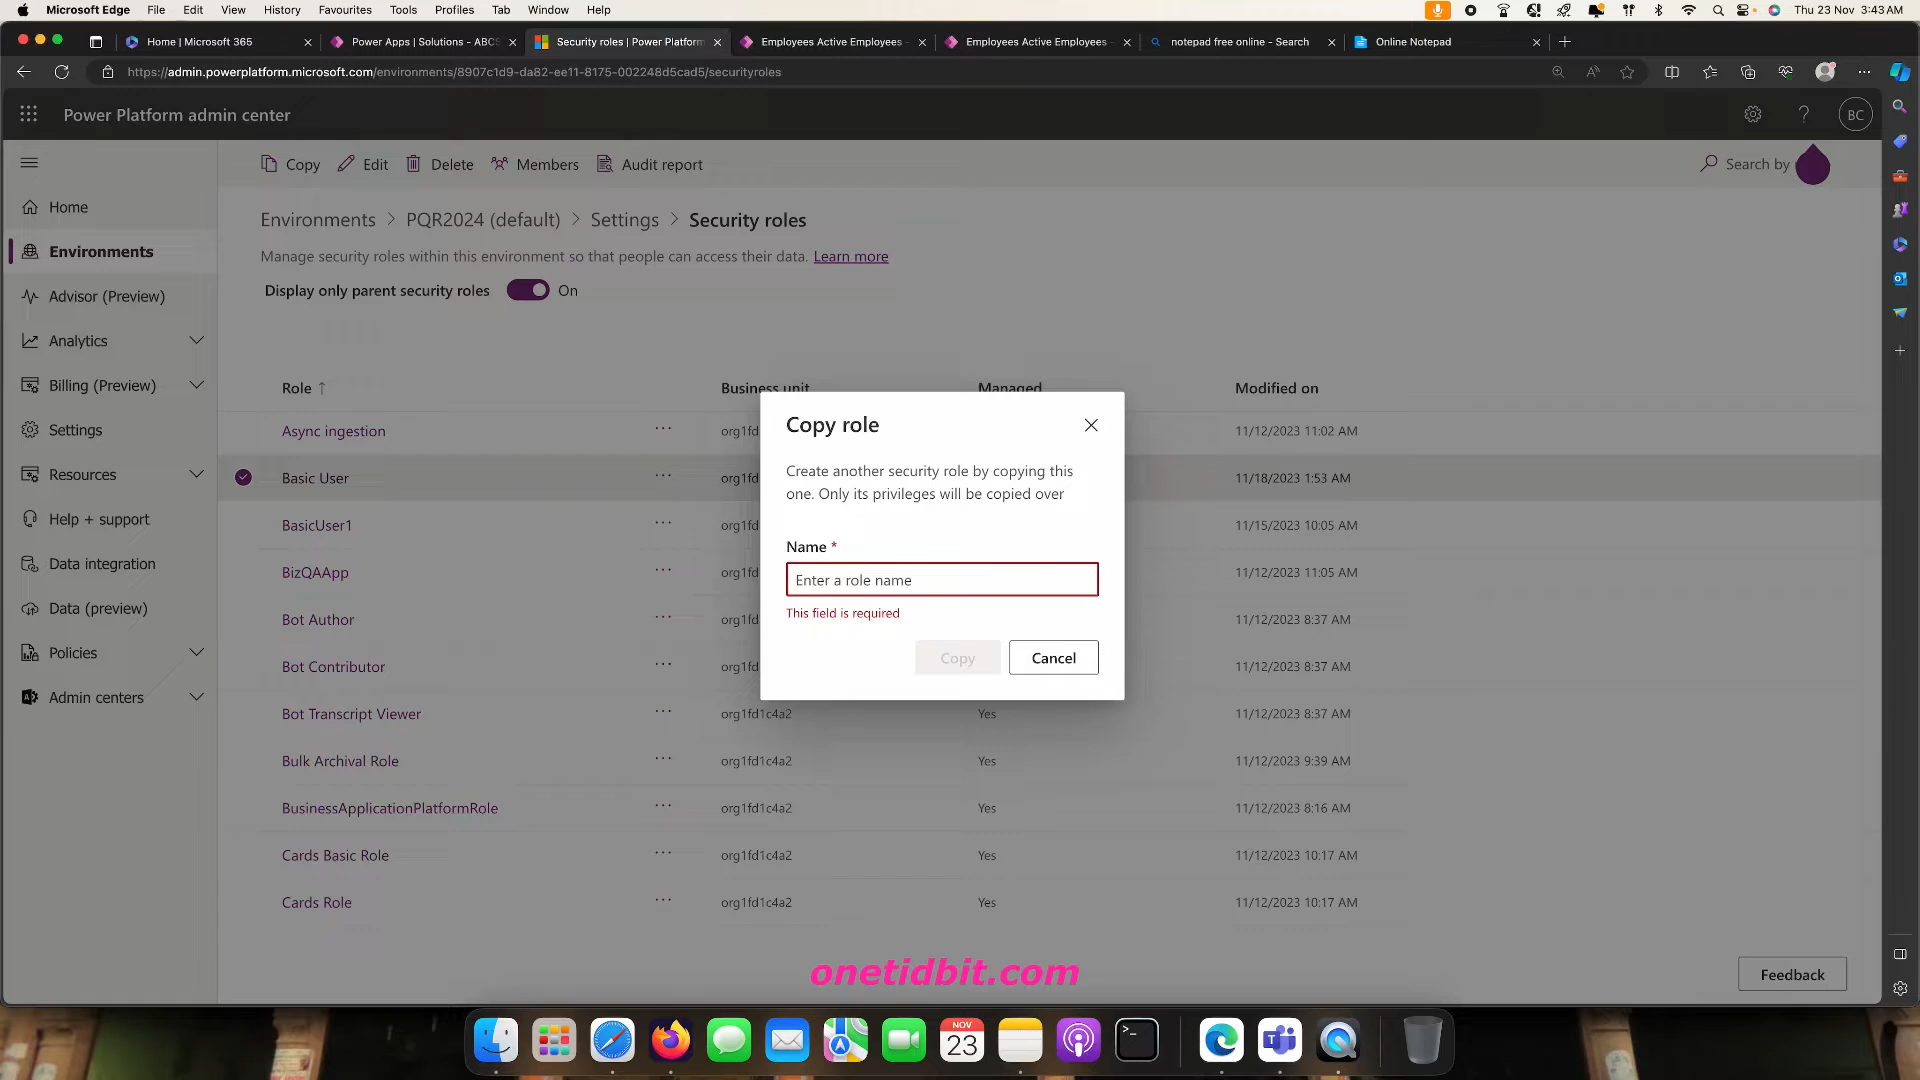 Microsoft Edge File Edit View History Favourites Tools Tab Window Help Thu 23 Nov 3:43 AM
Home | Microsoft 365 Power Apps | Solutions - ABCS Security roles | Power Platform Employees Active Employees - Employees Active Employees - notepad free online - Search Online Notepad
https://admin.powerplatform.microsoft.com/environments/8907c1d9-da82-ee11-8175-002248d5cad5/securityroles
Power Platform admin center BC
Copy Edit Delete Members Audit report Search by
Home
Environments
Advisor (Preview)
Analytics
Billing (Preview)
Settings
Resources
Help + support
Data integration
Data (preview)
Policies
Admin centers
Environments > PQR2024 (default) > Settings > Security roles
Manage security roles within this environment so that people can access their data. Learn more
Display only parent security roles On
Role ↑ Business unit Managed Modified on
Async ingestion ... org1fd 11/12/2023 11:02 AM
Basic User ... org1fd 11/18/2023 1:53 AM
BasicUser1 ... org1fd 11/15/2023 10:05 AM
BizQAApp ... org1fd 11/12/2023 11:05 AM
Bot Author ... org1fd 11/12/2023 8:37 AM
Bot Contributor ... org1fd 11/12/2023 8:37 AM
Bot Transcript Viewer ... org1fd1c4a2 Yes 11/12/2023 8:37 AM
Bulk Archival Role ... org1fd1c4a2 Yes 11/12/2023 9:39 AM
BusinessApplicationPlatformRole ... org1fd1c4a2 Yes 11/12/2023 8:16 AM
Cards Basic Role ... org1fd1c4a2 Yes 11/12/2023 10:17 AM
Cards Role ... org1fd1c4a2 Yes 11/12/2023 10:17 AM
Copy role
Create another security role by copying this
one. Only its privileges will be copied over
Name *
Enter a role name
This field is required
Copy Cancel
onetidbit.com
Feedback
NOV
23